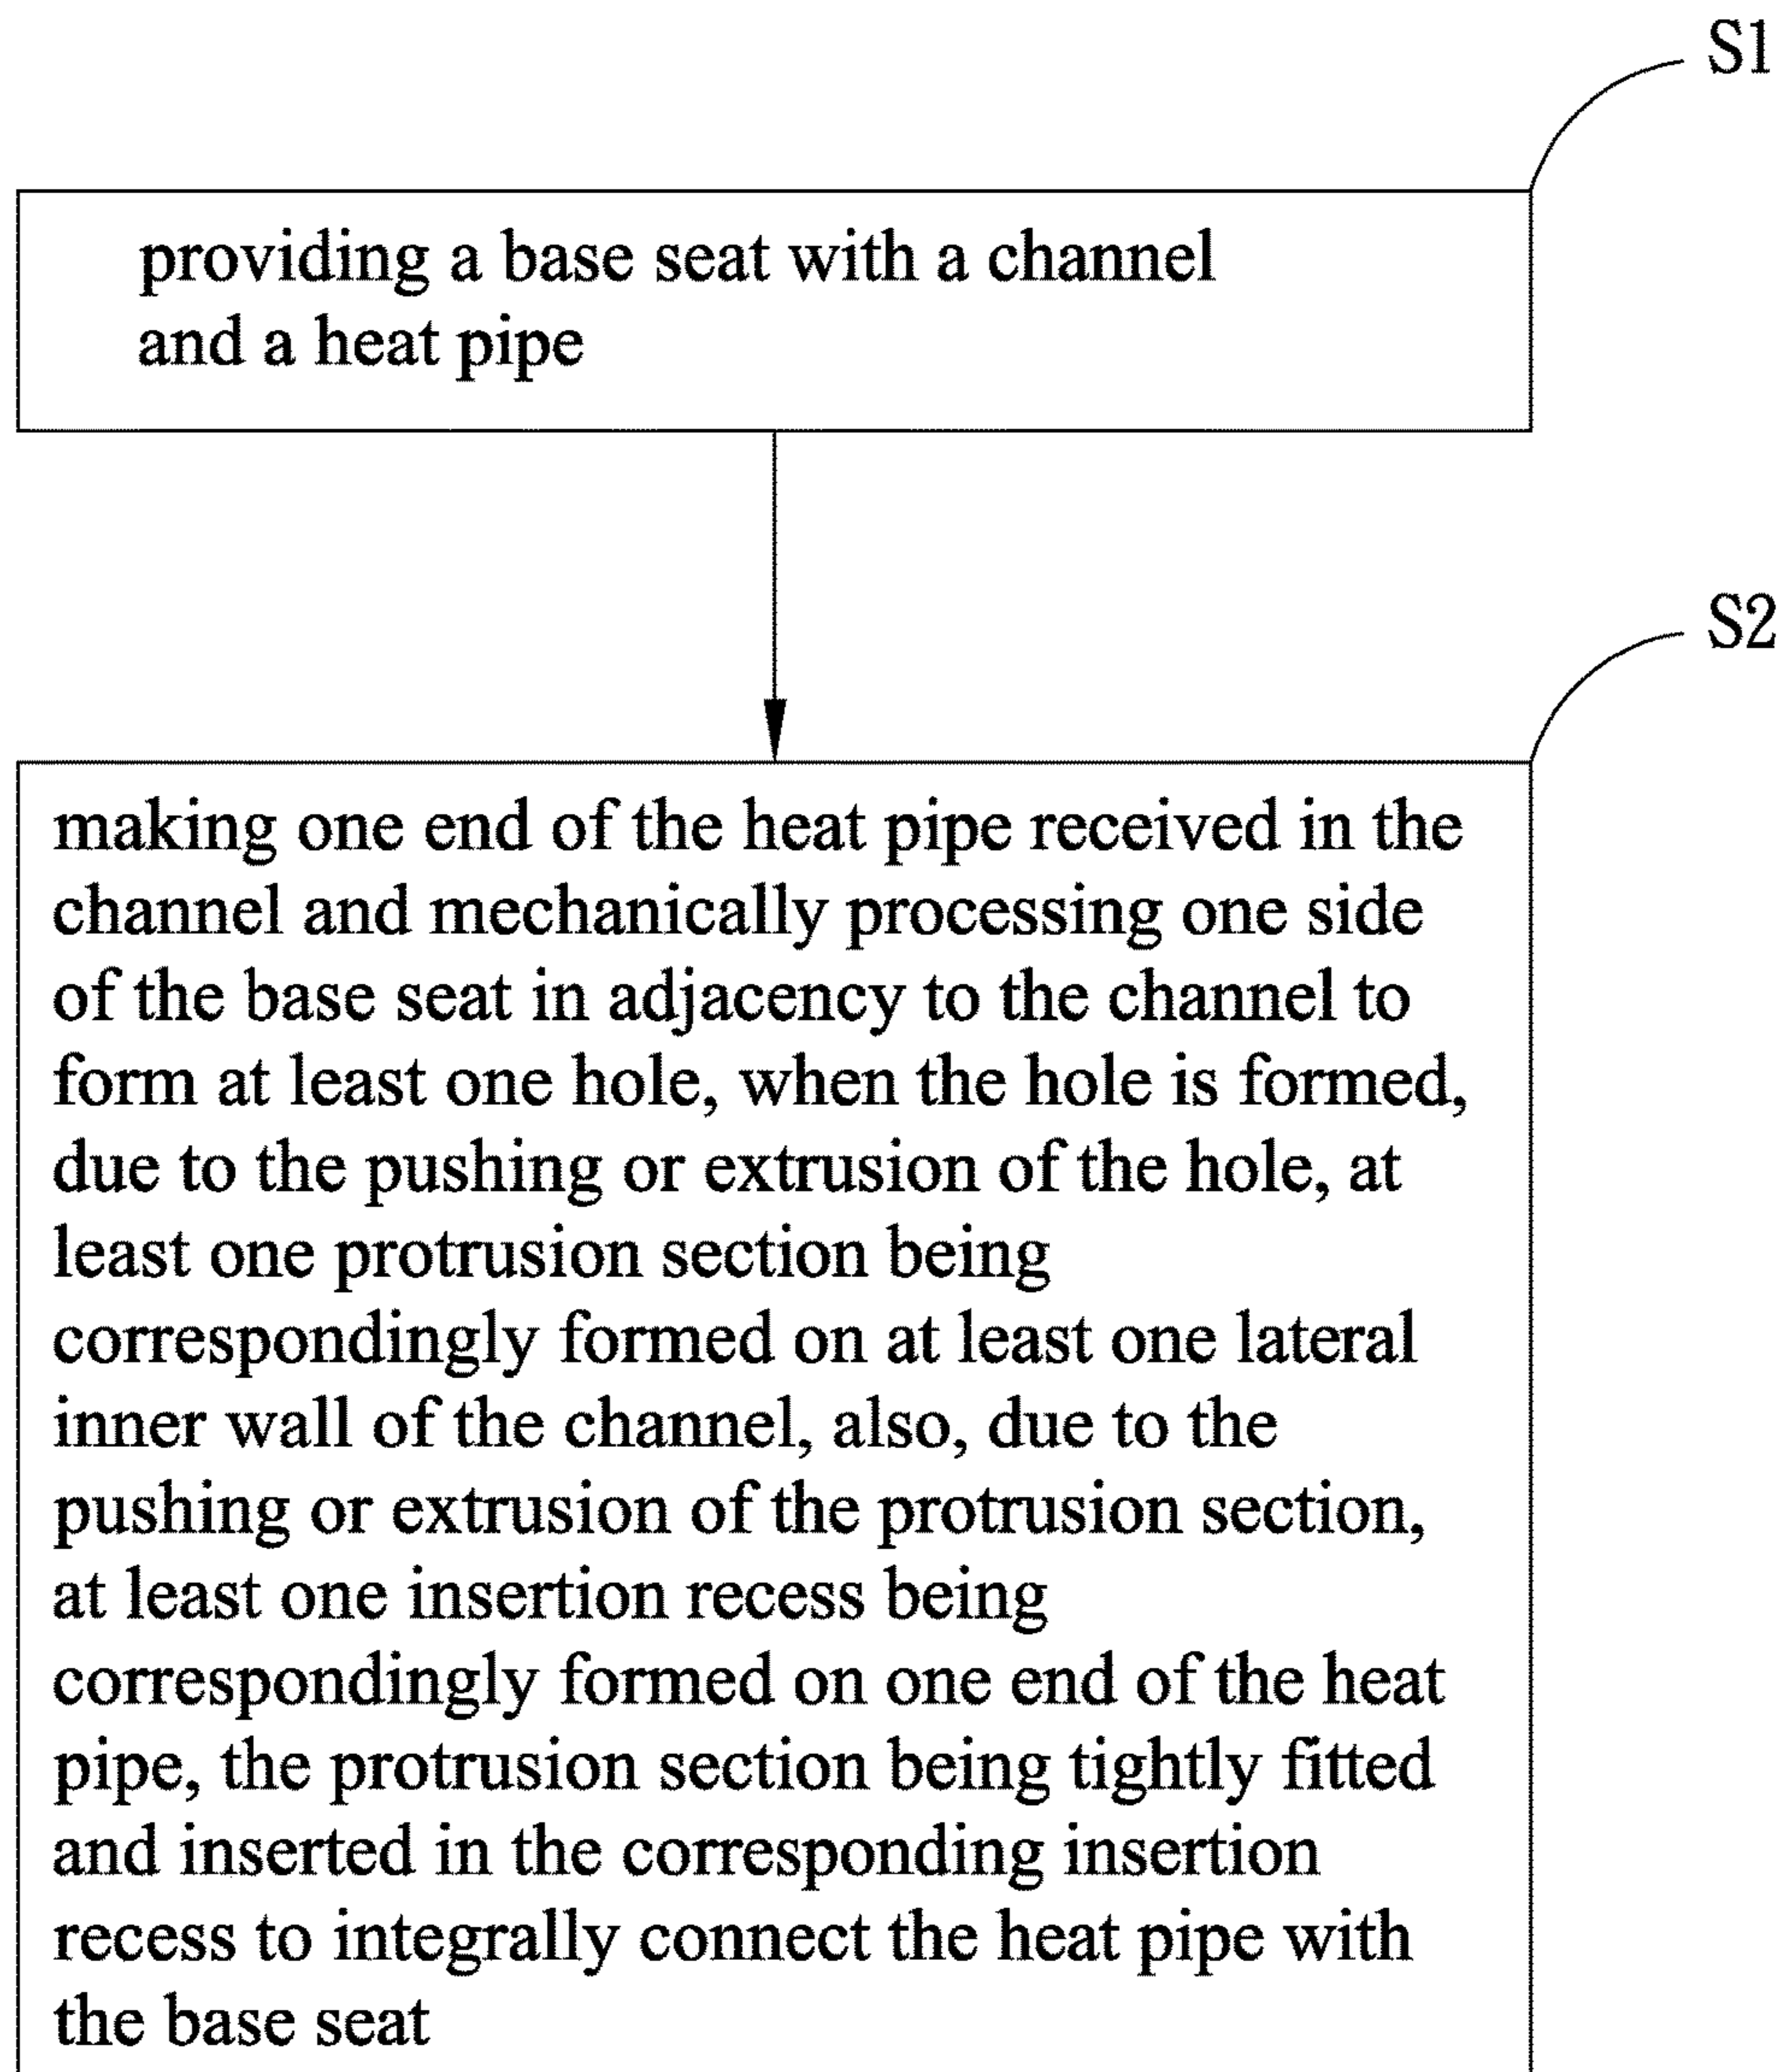 S1
providing a base seat with a channel
and a heat pipe
S2
making one end of the heat pipe received in the
channel and mechanically processing one side
of the base seat in adjacency to the channel to
form at least one hole, when the hole is formed,
due to the pushing or extrusion of the hole, at
least one protrusion section being
correspondingly formed on at least one lateral
inner wall of the channel, also, due to the
pushing or extrusion of the protrusion section,
at least one insertion recess being
correspondingly formed on one end of the heat
pipe, the protrusion section being tightly fitted
and inserted in the corresponding insertion
recess to integrally connect the heat pipe with
the base seat